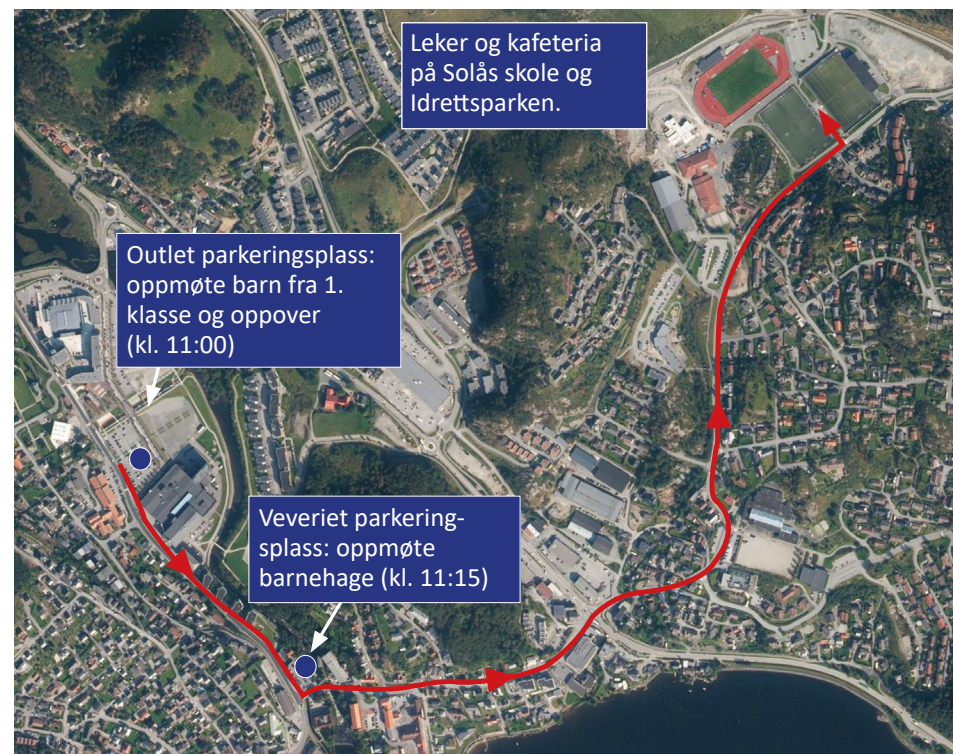 Leker og kafeteria
på Solås skole og
Idrettsparken.
Outlet parkeringsplass:
oppmøte barn fra 1.
klasse og oppover
(kl. 11:00)
Veveriet parkering-
splass: oppmøte
barnehage (kl. 11:15)